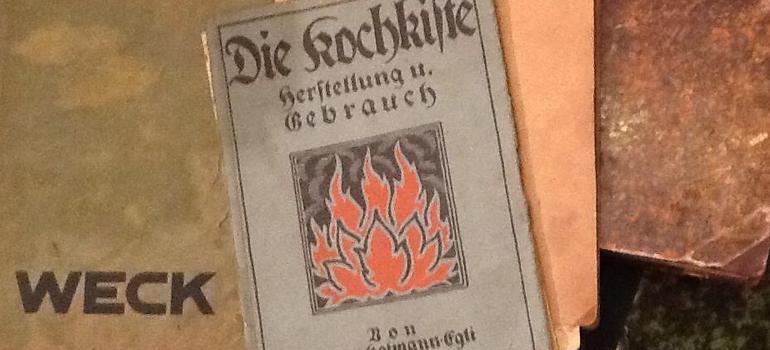 Die Kochkiſte
Herſtellung u.
Gebrauch
Von
WECK